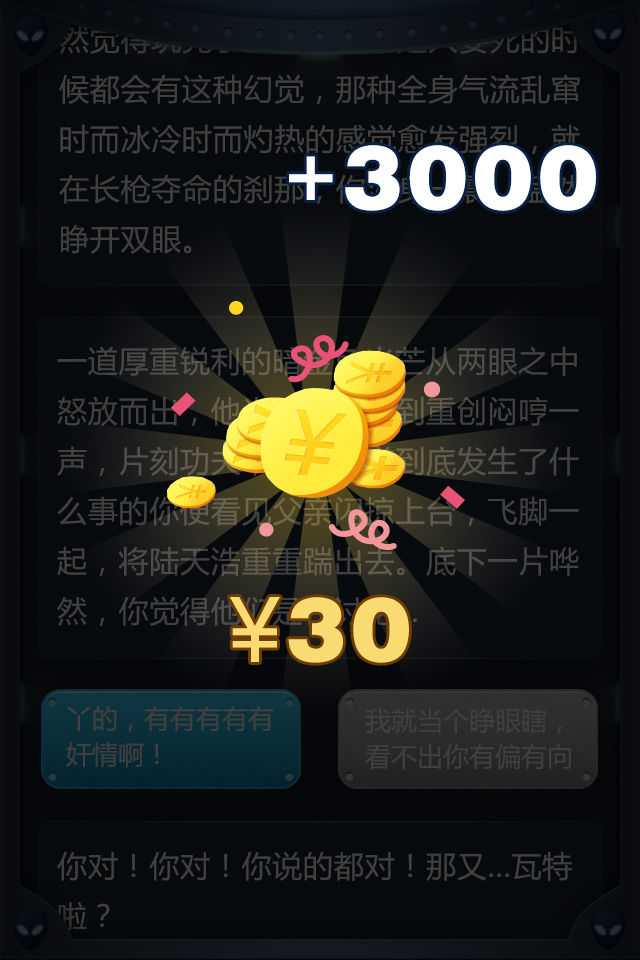 然觉得
的时
候都会有这种幻觉，那种全身气流乱窜
时而冰冷时而灼热的感觉愈发强烈，就
+3000
在长枪夺命的刹那，你
睁开双眼。
一道厚重锐利的暗
芒从两眼之中
怒放而出，他
到重创闷哼一
声，片刻功夫
到底发生了什
么事的你便看见父亲闪
上台，飞脚一
起，将陆天浩重重踹出去。底下一片哗
然，你觉得他
¥30
丫的，有有有有有
奸情啊！
我就当个睁眼瞎，
看不出你有偏有向
你对！你对！你说的都对！那又...瓦特
啦？